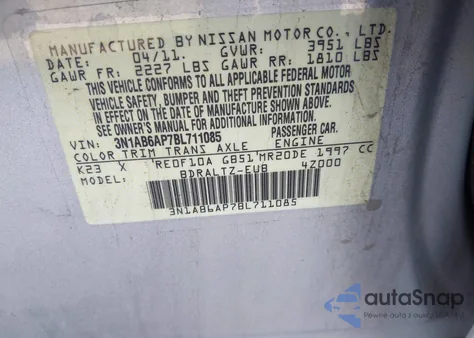 MANUFACTURED BY NISSAN MOTOR CO., LTD.
DATE: 04/11. GVWR: 3951 LBS
GAWR FR: 2227 LBS GAWR RR: 1810 LBS
THIS VEHICLE CONFORMS TO ALL APPLICABLE FEDERAL MOTOR
VEHICLE SAFETY, BUMPER AND THEFT PREVENTION STANDARDS
IN EFFECT ON THE DATE OF MANUFACTURE SHOWN ABOVE.
SEE OWNER'S MANUAL FOR ADDITIONAL INFORMATION.
VIN: 3N1AB6AP7BL711085 PASSENGER CAR.
COLOR TRIM TRANS AXLE ENGINE
K23 X RE0F10A GB51 MR20DE 1997 CC
MODEL: BDRALTZ-EUB 4Z000
3N1AB6AP7BL711085
autoSnap
Pewne auta z